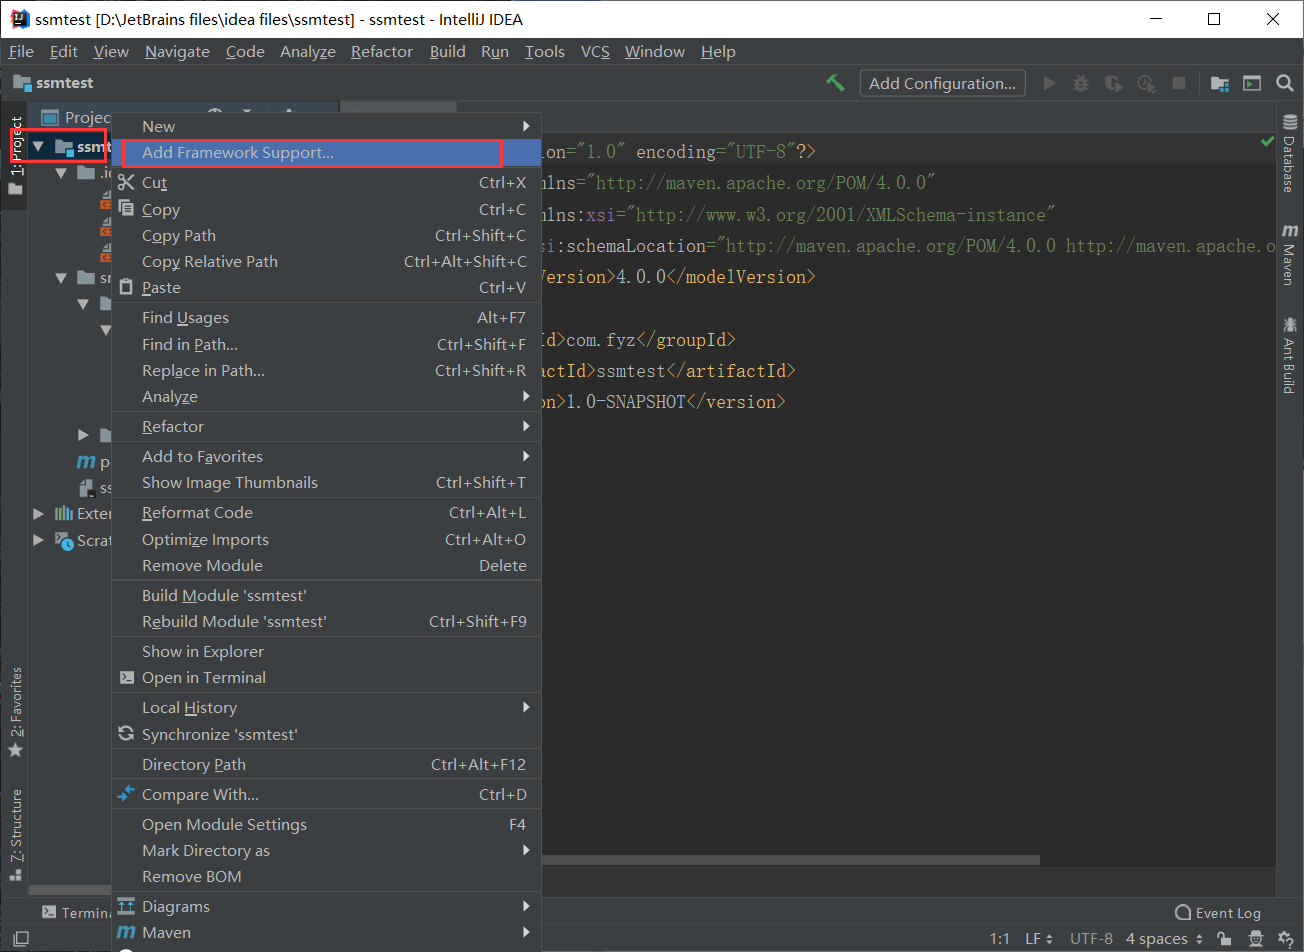 ssmtest [D:\JetBrains files\idea files\ssmtest] - ssmtest - IntelliJ IDEA
File Edit View Navigate Code Analyze Refactor Build Run Tools VCS Window Help
ssmtest
Add Configuration...
1: Project
2: Favorites
7: Structure
Projec
ssmt
.i
sr
p
ss
Exter
Scrat
New
Add Framework Support...
Cut Ctrl+X
Copy Ctrl+C
Copy Path Ctrl+Shift+C
Copy Relative Path Ctrl+Alt+Shift+C
Paste Ctrl+V
Find Usages Alt+F7
Find in Path... Ctrl+Shift+F
Replace in Path... Ctrl+Shift+R
Analyze
Refactor
Add to Favorites
Show Image Thumbnails Ctrl+Shift+T
Reformat Code Ctrl+Alt+L
Optimize Imports Ctrl+Alt+O
Remove Module Delete
Build Module 'ssmtest'
Rebuild Module 'ssmtest' Ctrl+Shift+F9
Show in Explorer
Open in Terminal
Local History
Synchronize 'ssmtest'
Directory Path Ctrl+Alt+F12
Compare With... Ctrl+D
Open Module Settings F4
Mark Directory as
Remove BOM
Diagrams
Maven
ion="1.0" encoding="UTF-8"?>
lns="http://maven.apache.org/POM/4.0.0"
lns:xsi="http://www.w3.org/2001/XMLSchema-instance"
si:schemaLocation="http://maven.apache.org/POM/4.0.0 http://maven.apache.o
Version>4.0.0</modelVersion>
Id>com.fyz</groupId>
actId>ssmtest</artifactId>
on>1.0-SNAPSHOT</version>
Database
Maven
Ant Build
Termina
Event Log
1:1 LF UTF-8 4 spaces